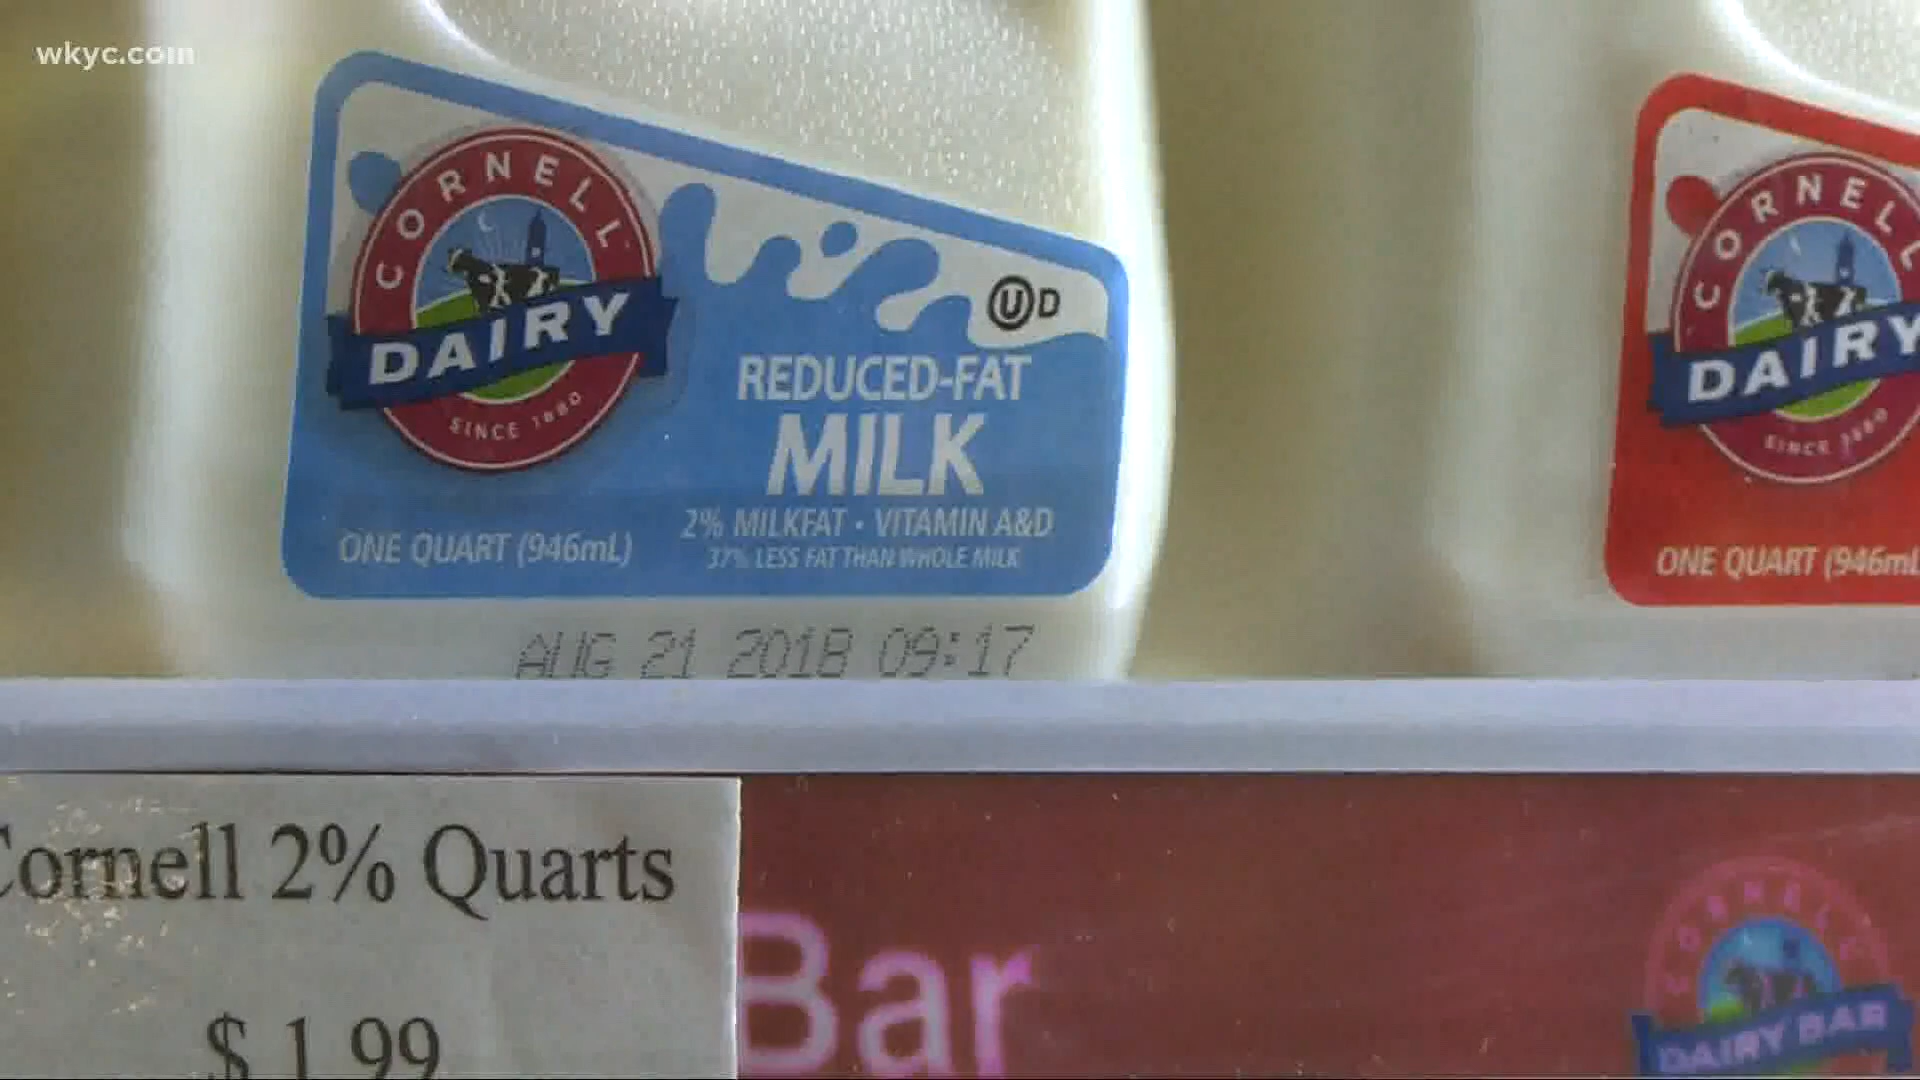 wkyc.com
CORNELL
DAIRY
SINCE 1880
UD
REDUCED-FAT
MILK
2% MILKFAT • VITAMIN A&D
37% LESS FAT THAN WHOLE MILK
ONE QUART (946mL)
AUG 21 2018 09:17
CORNELL
DAIRY
SINCE 1880
ONE QUART (946mL
Cornell 2% Quarts
$ 1.99
Bar
CORNELL
DAIRY BAR